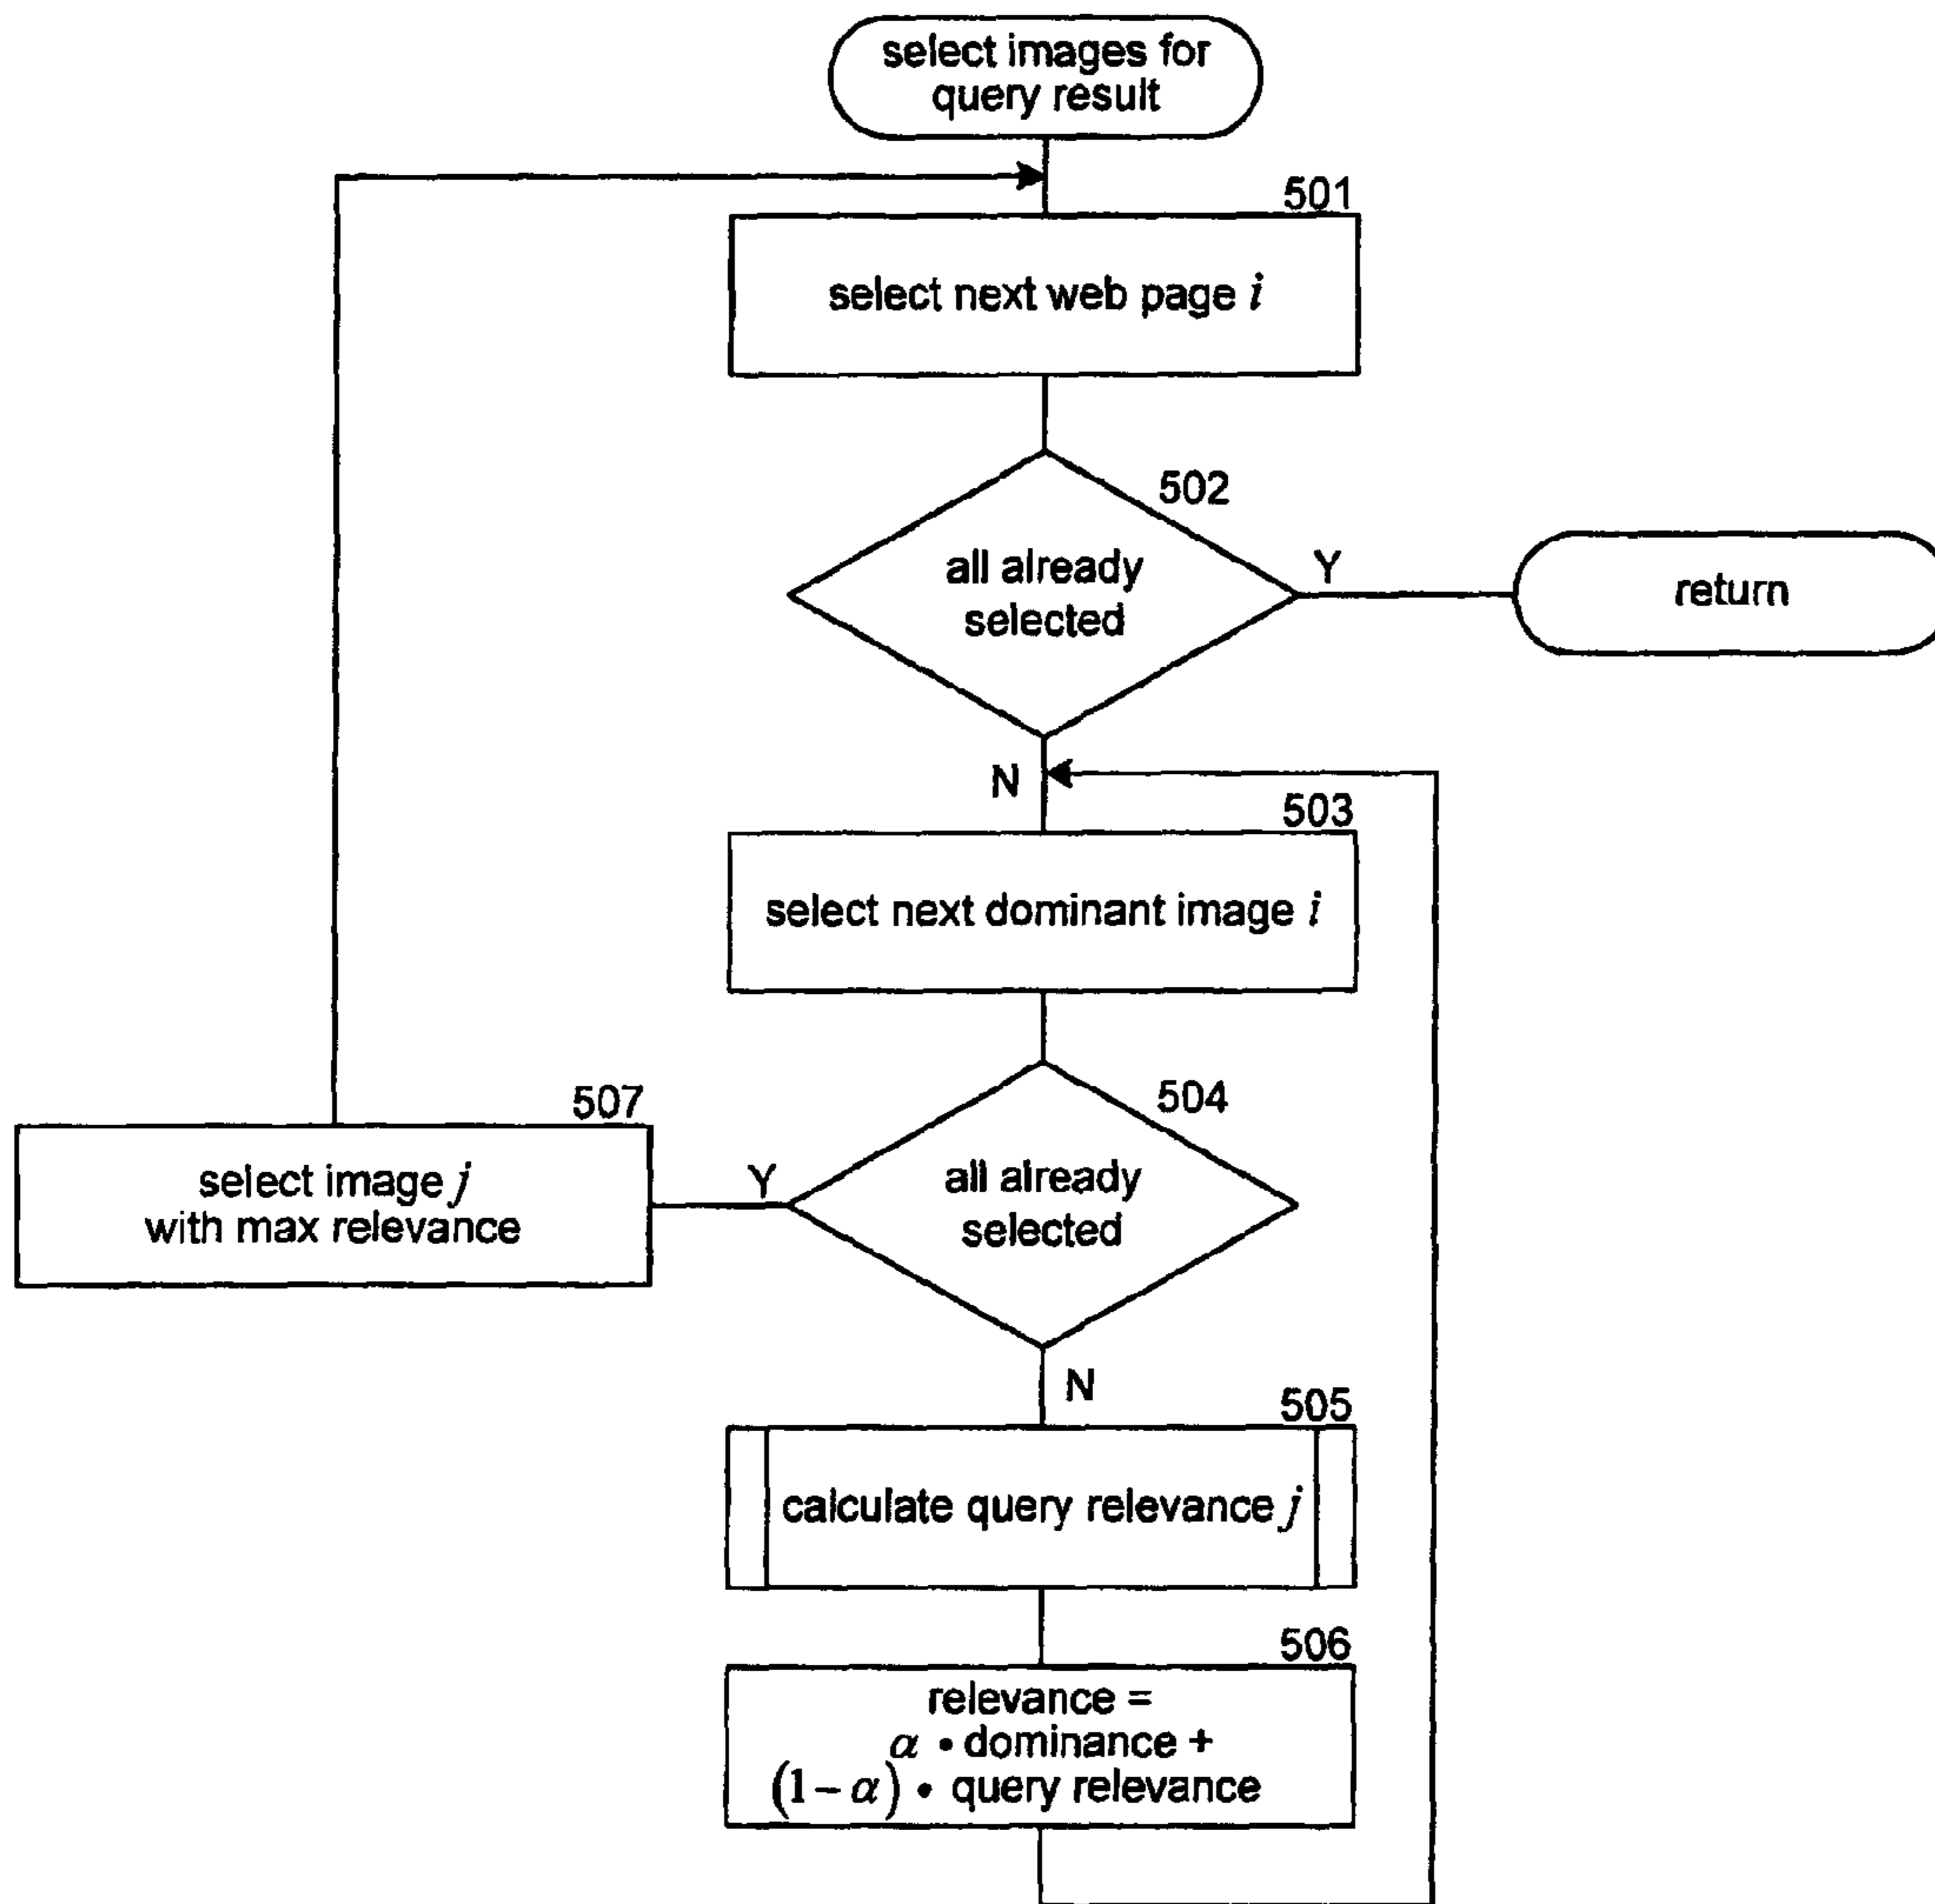 select images for
query result
501
select next web page i
502
all already
selected
Y
return
N
503
select next dominant image i
504
all already
selected
Y
507
select image j
with max relevance
N
505
calculate query relevance j
506
relevance =
α • dominance +
(1 – α) • query relevance